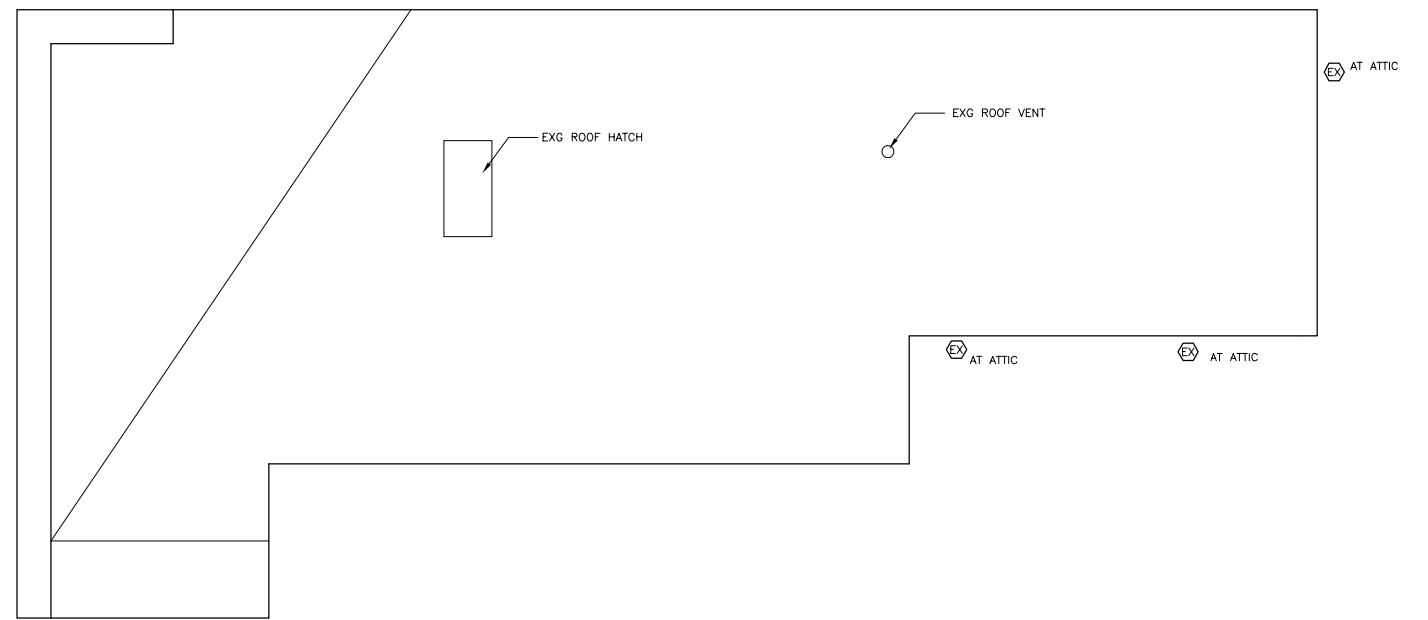 EX AT ATTIC
EXG ROOF VENT
EXG ROOF HATCH
EX AT ATTIC
EX AT ATTIC